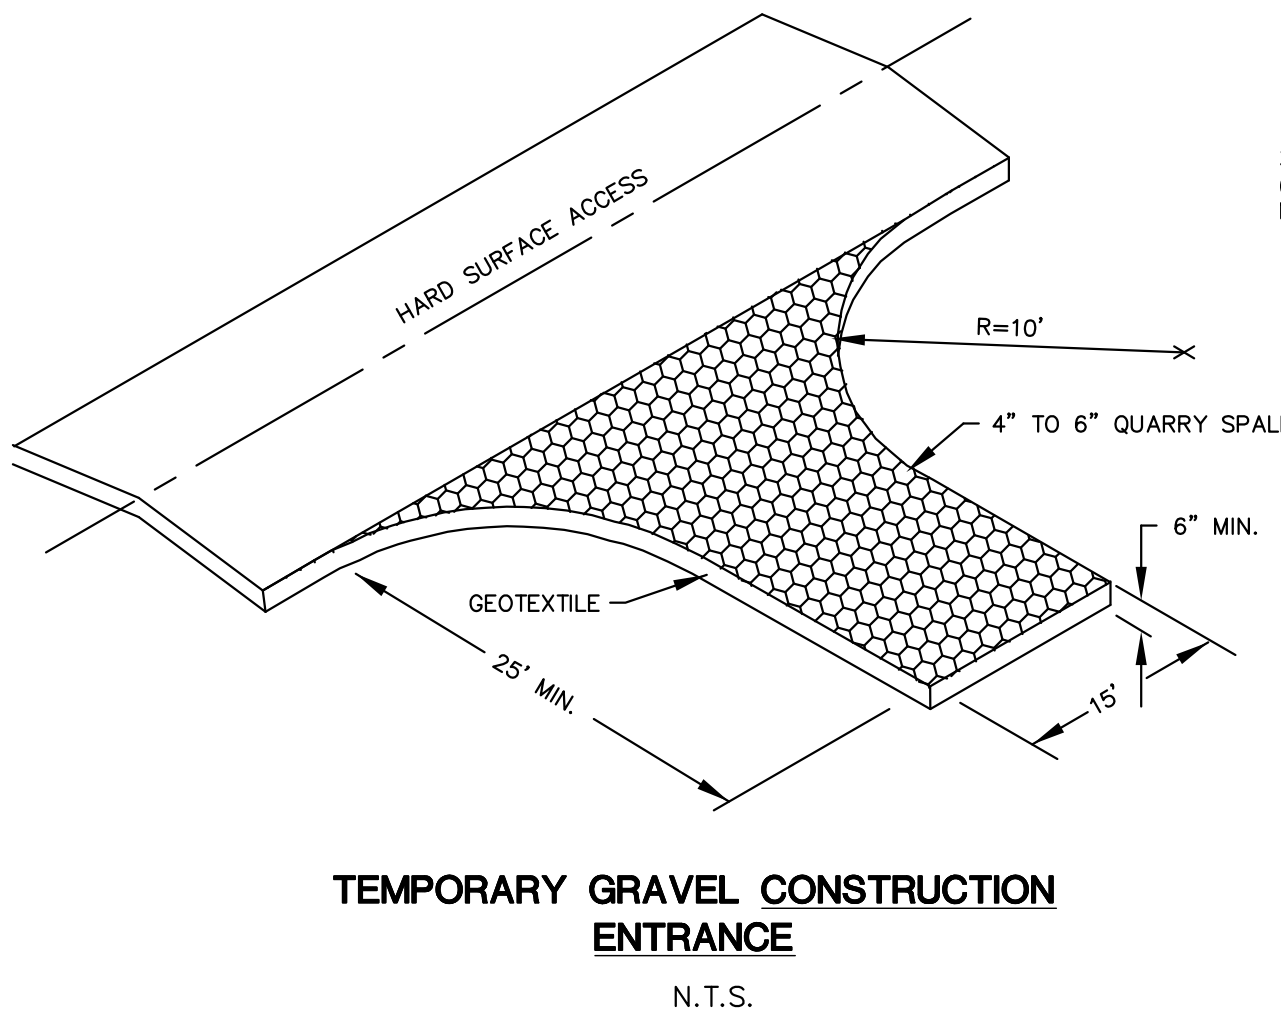 HARD SURFACE ACCESS
R=10'
4" TO 6" QUARRY
6" MIN.
GEOTEXTILE
25' MIN.
15'
TEMPORARY GRAVEL CONSTRUCTION
ENTRANCE
N.T.S.